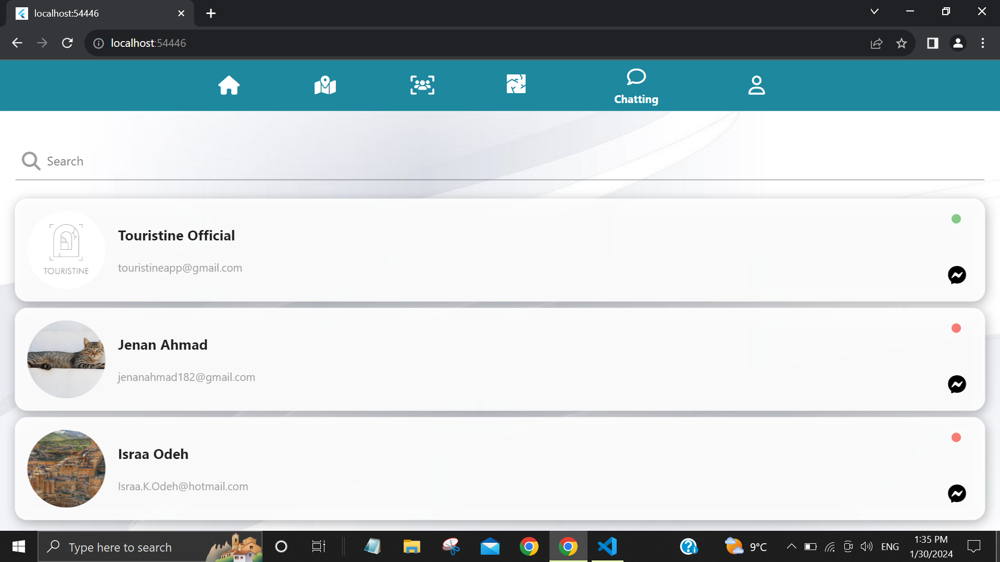 localhost:54446
localhost:54446
Chatting
Search
Touristine Official
TOURISTINE
touristineapp@gmail.com
Jenan Ahmad
jenanahmad182@gmail.com
Israa Odeh
Israa.K.Odeh@hotmail.com
Type here to search
9°C
ENG
1:35 PM
1/30/2024